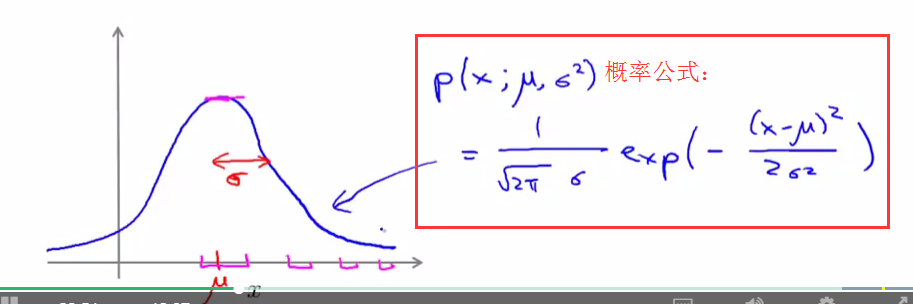 p(x; μ, σ²) 概率公式：
= 1/(√2π σ) exp(- (x-μ)²/2σ²)
σ
μ
x